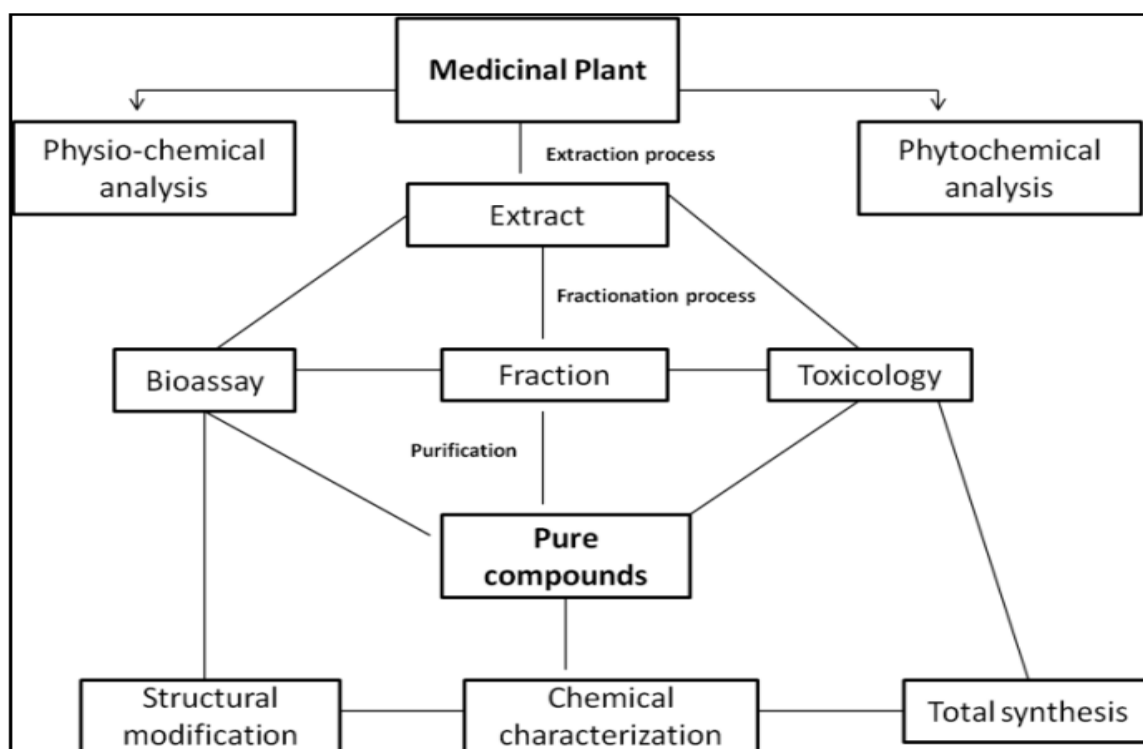 Medicinal Plant
Physio-chemical
analysis
Extraction process
Phytochemical
analysis
Extract
Fractionation process
Bioassay
Fraction
Toxicology
Purification
Pure
compounds
Structural
modification
Chemical
characterization
Total synthesis